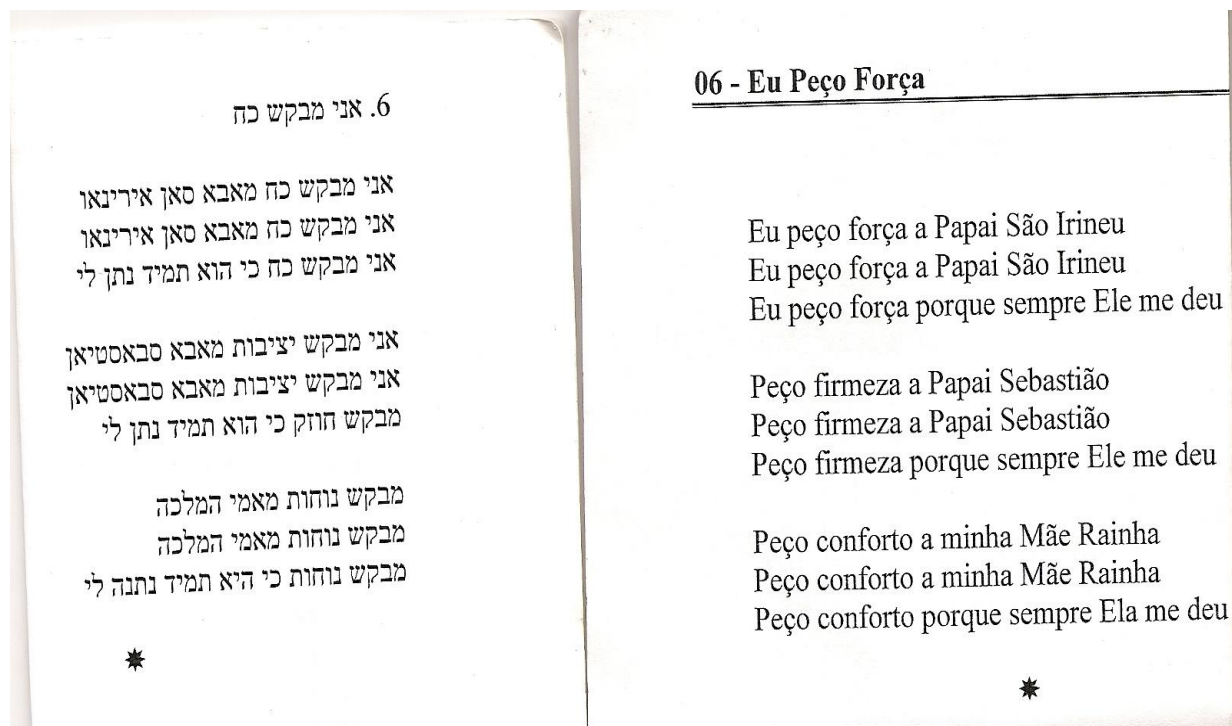 6. אני מבקש כח
אני מבקש כח מאבא סאן אירינאו
אני מבקש כח מאבא סאן אירינאו
אני מבקש כח כי הוא תמיד נתן לי
אני מבקש יציבות מאבא סבאסטיאן
אני מבקש יציבות מאבא סבאסטיאן
מבקש חוזק כי הוא תמיד נתן לי
מבקש נוחות מאמי המלכה
מבקש נוחות מאמי המלכה
מבקש נוחות כי היא תמיד נתנה לי
06 - Eu Peço Força
Eu peço força a Papai São Irineu
Eu peço força a Papai São Irineu
Eu peço força porque sempre Ele me deu
Peço firmeza a Papai Sebastião
Peço firmeza a Papai Sebastião
Peço firmeza porque sempre Ele me deu
Peço conforto a minha Mãe Rainha
Peço conforto a minha Mãe Rainha
Peço conforto porque sempre Ela me deu